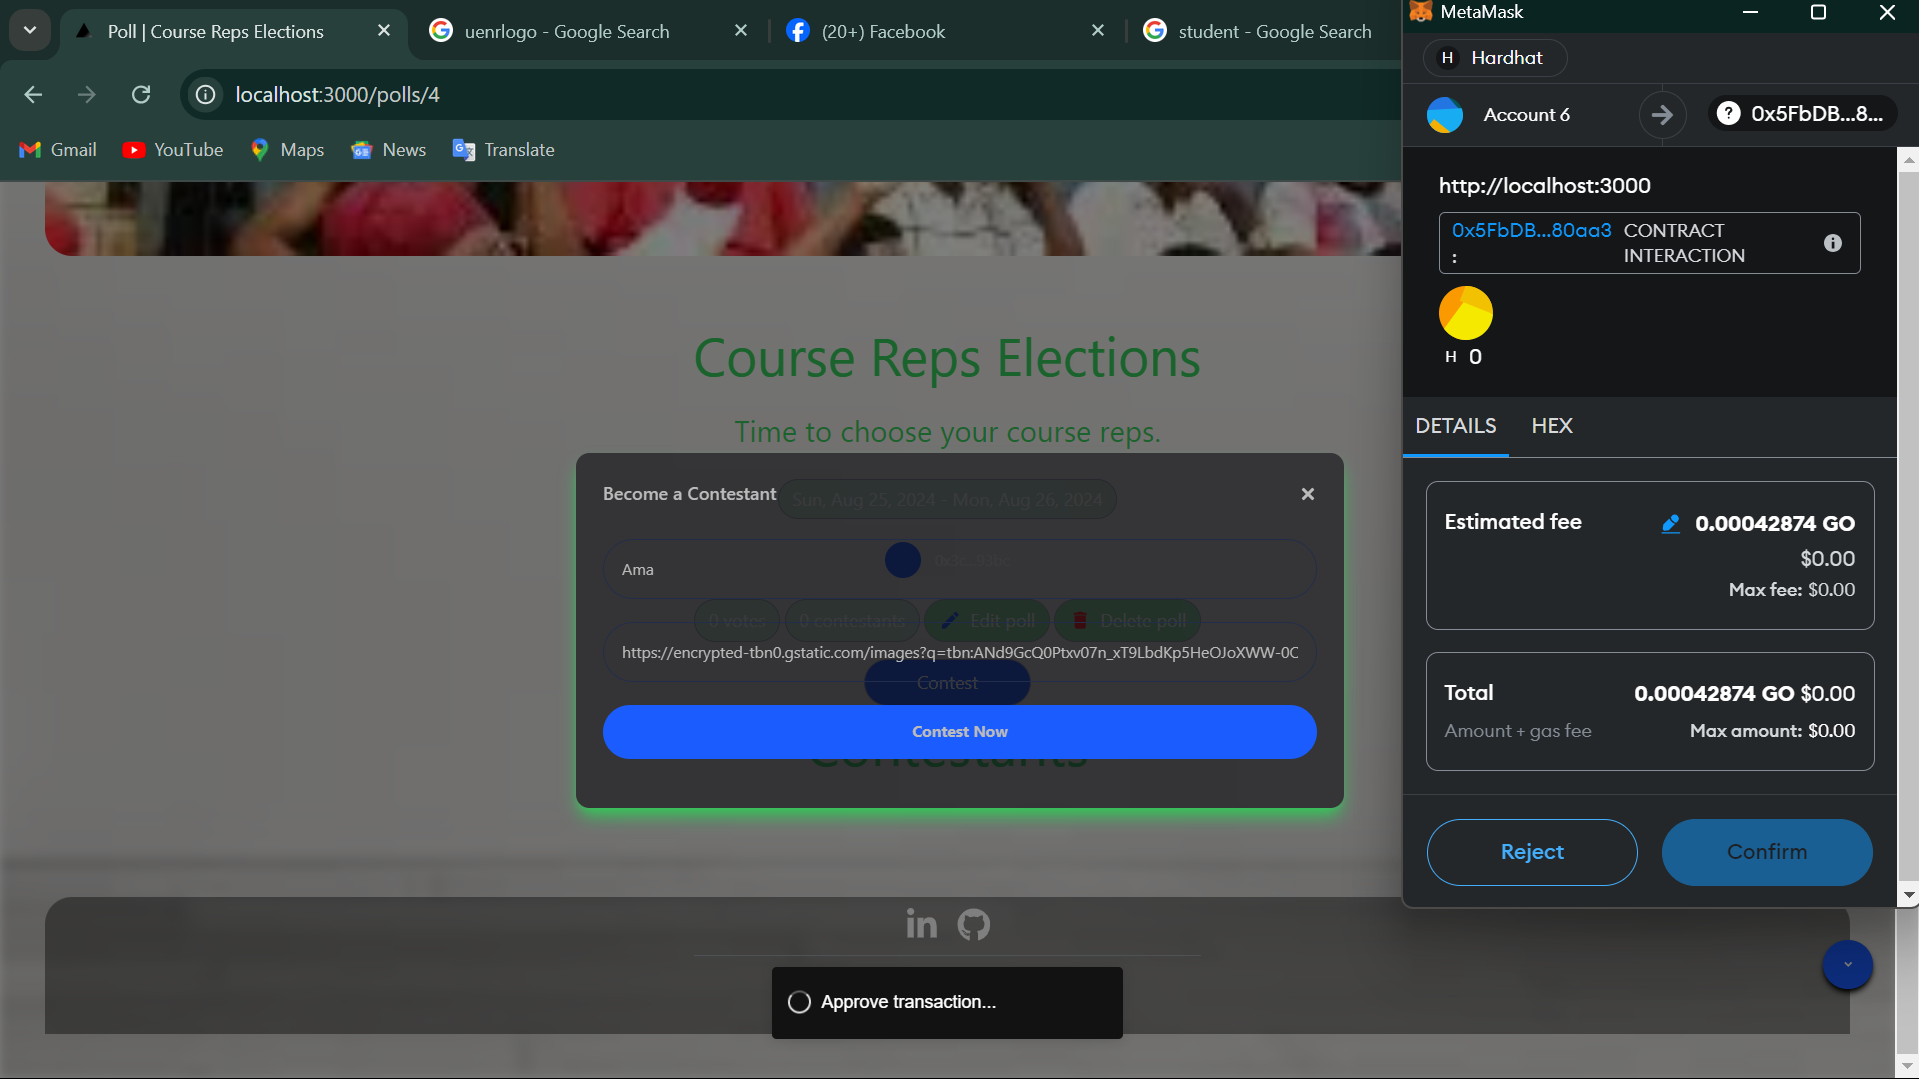 Poll | Course Reps Elections
uenrlogo - Google Search
(20+) Facebook
student - Google Search
localhost:3000/polls/4
Gmail
YouTube
Maps
News
Translate
Course Reps Elections
Time to choose your course reps.
Become a Contestant
Sun, Aug 25, 2024 - Mon, Aug 26, 2024
Ama
0 votes
0 contestants
Edit poll
Delete poll
https://encrypted-tbn0.gstatic.com/images?q=tbn:ANd9GcQ0Ptxv07n_xT9LbdKp5HeOJoXWW-0C
Contest
Contest Now
Contestants
Approve transaction...
MetaMask
H Hardhat
Account 6
? 0x5FbDB...8...
http://localhost:3000
0x5FbDB...80aa3 CONTRACT
: INTERACTION
H 0
DETAILS
HEX
Estimated fee 0.00042874 GO
$0.00
Max fee: $0.00
Total 0.00042874 GO $0.00
Amount + gas fee Max amount: $0.00
Reject
Confirm